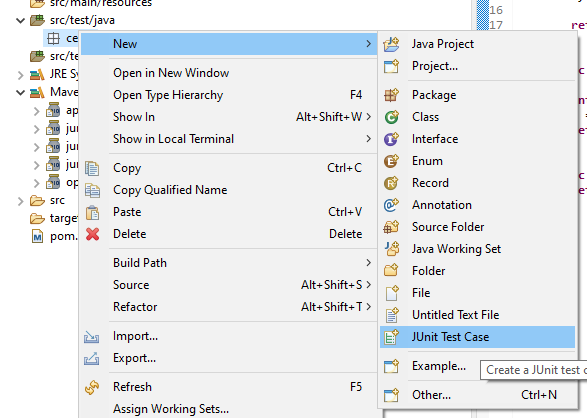 src/main/resources
src/test/java
ce
src/te
JRE Sy
Mave
ap
jun
jun
jun
op
src
target
pom.
New
Open in New Window
Open Type Hierarchy F4
Show In Alt+Shift+W
Show in Local Terminal
Copy Ctrl+C
Copy Qualified Name
Paste Ctrl+V
Delete Delete
Build Path
Source Alt+Shift+S
Refactor Alt+Shift+T
Import...
Export...
Refresh F5
Assign Working Sets...
Java Project
Project...
Package
Class
Interface
Enum
Record
Annotation
Source Folder
Java Working Set
Folder
File
Untitled Text File
JUnit Test Case
Example...
Create a JUnit test c
Other... Ctrl+N
16
17